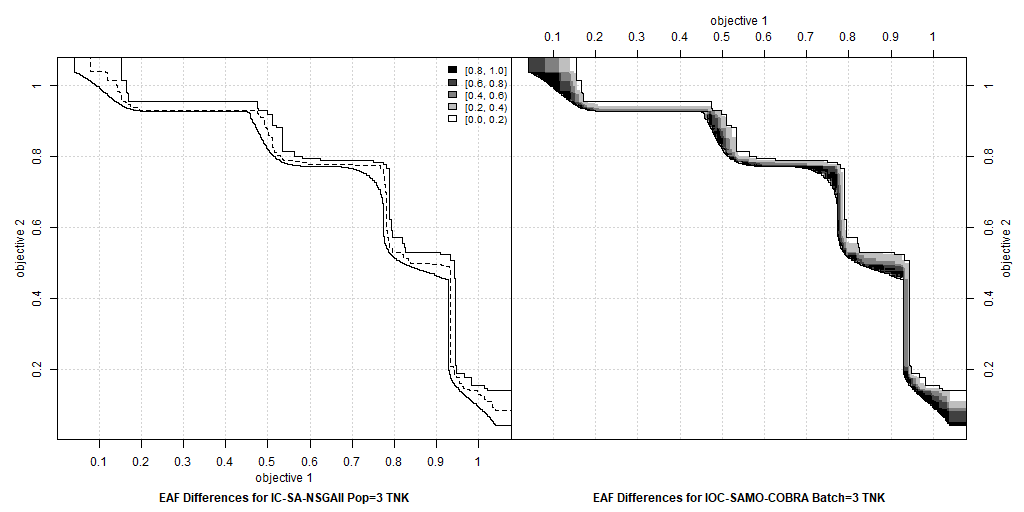 objective 1
0.1 0.2 0.3 0.4 0.5 0.6 0.7 0.8 0.9 1
[0.8, 1.0]
[0.6, 0.8)
[0.4, 0.6)
[0.2, 0.4)
[0.0, 0.2)
objective 2
1
0.8
0.6
0.4
0.2
1
0.8
0.6
0.4
0.2
objective 2
0.1 0.2 0.3 0.4 0.5 0.6 0.7 0.8 0.9 1
objective 1
EAF Differences for IC-SA-NSGAII Pop=3 TNK
EAF Differences for IOC-SAMO-COBRA Batch=3 TNK